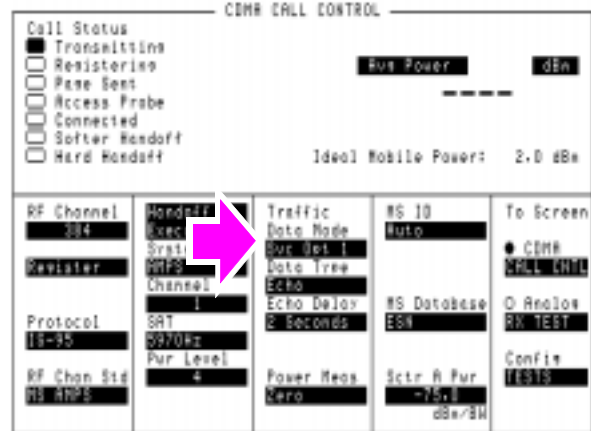 CDMA CALL CONTROL
Call Status
Transmitting
Registering
Page Sent
Access Probe
Connected
Softer Handoff
Hard Handoff
Avg Power
dBm
----
Ideal Mobile Power: 2.0 dBm
RF Channel
384
Register
Protocol
IS-95
RF Chan Std
MS AMPS
Handoff
Exec
Syst
AMPS
Channel
1
SAT
5970Hz
Pwr Level
4
Traffic
Data Mode
Svc Opt 1
Data Type
Echo
Echo Delay
2 Seconds
Power Meas
Zero
MS ID
Auto
MS Database
ESN
Sctr A Pwr
-75.0
dBm/BW
To Screen
CDMA
CALL CNTL
Analog
RX TEST
Config
TESTS